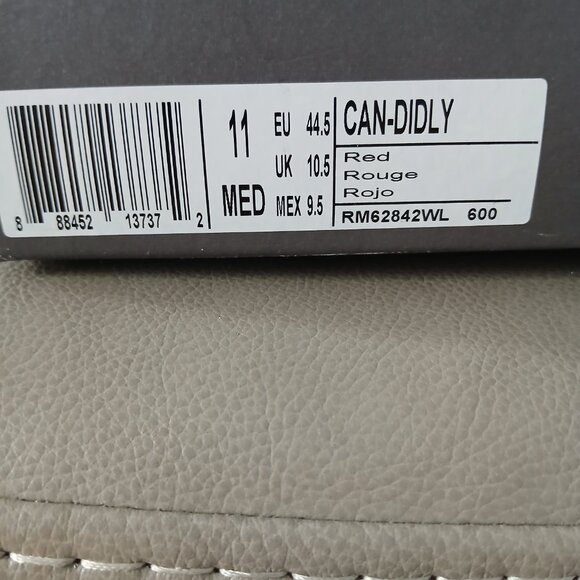 8 88452 13737 2
11 MED
EU 44.5
UK 10.5
MEX 9.5
CAN-DIDLY
Red
Rouge
Rojo
RM62842WL 600